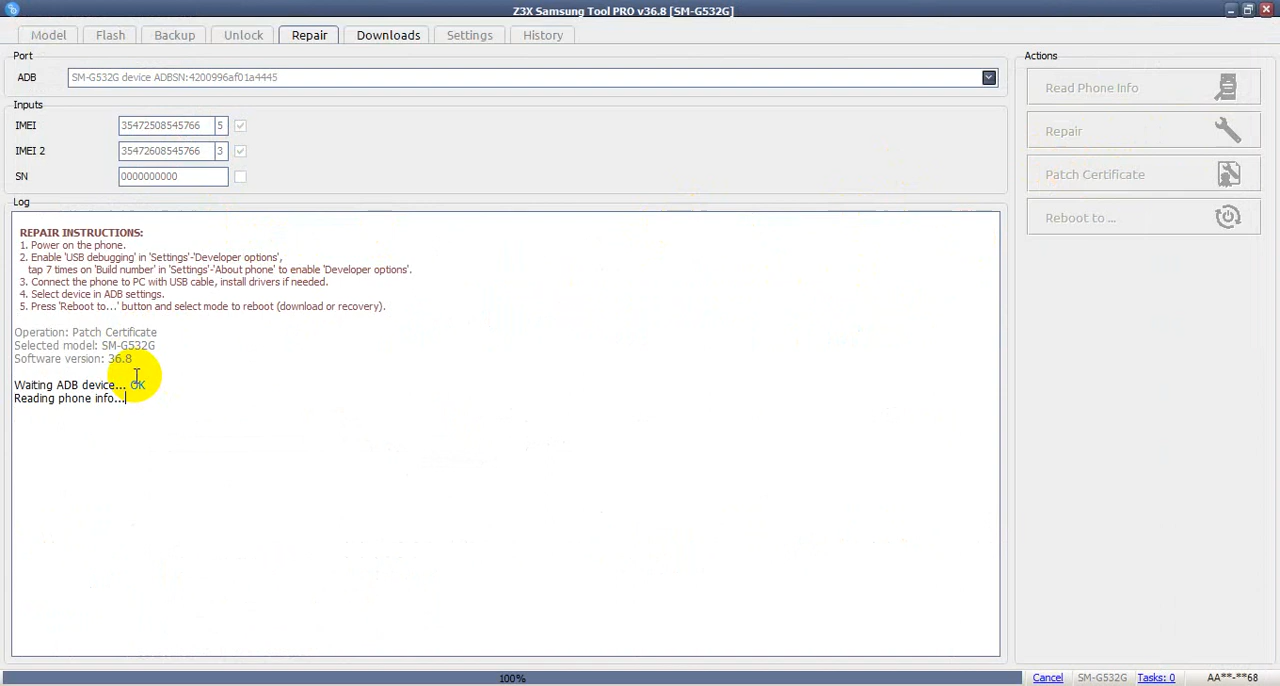 Z3X Samsung Tool PRO v36.8 [SM-G532G]
Model Flash Backup Unlock Repair Downloads Settings History
Port
Actions
ADB SM-G532G device ADBSN:4200996af01a4445
Read Phone Info
Inputs
IMEI 35472508545766 5
Repair
IMEI 2 35472608545766 3
SN 0000000000
Patch Certificate
Log
Reboot to ...
REPAIR INSTRUCTIONS:
1. Power on the phone.
2. Enable 'USB debugging' in 'Settings'-'Developer options',
tap 7 times on 'Build number' in 'Settings'-'About phone' to enable 'Developer options'.
3. Connect the phone to PC with USB cable, install drivers if needed.
4. Select device in ADB settings.
5. Press 'Reboot to...' button and select mode to reboot (download or recovery).
Operation: Patch Certificate
Selected model: SM-G532G
Software version: 36.8
Waiting ADB device... OK
Reading phone info...
100% Cancel SM-G532G Tasks: 0 AA**-**68